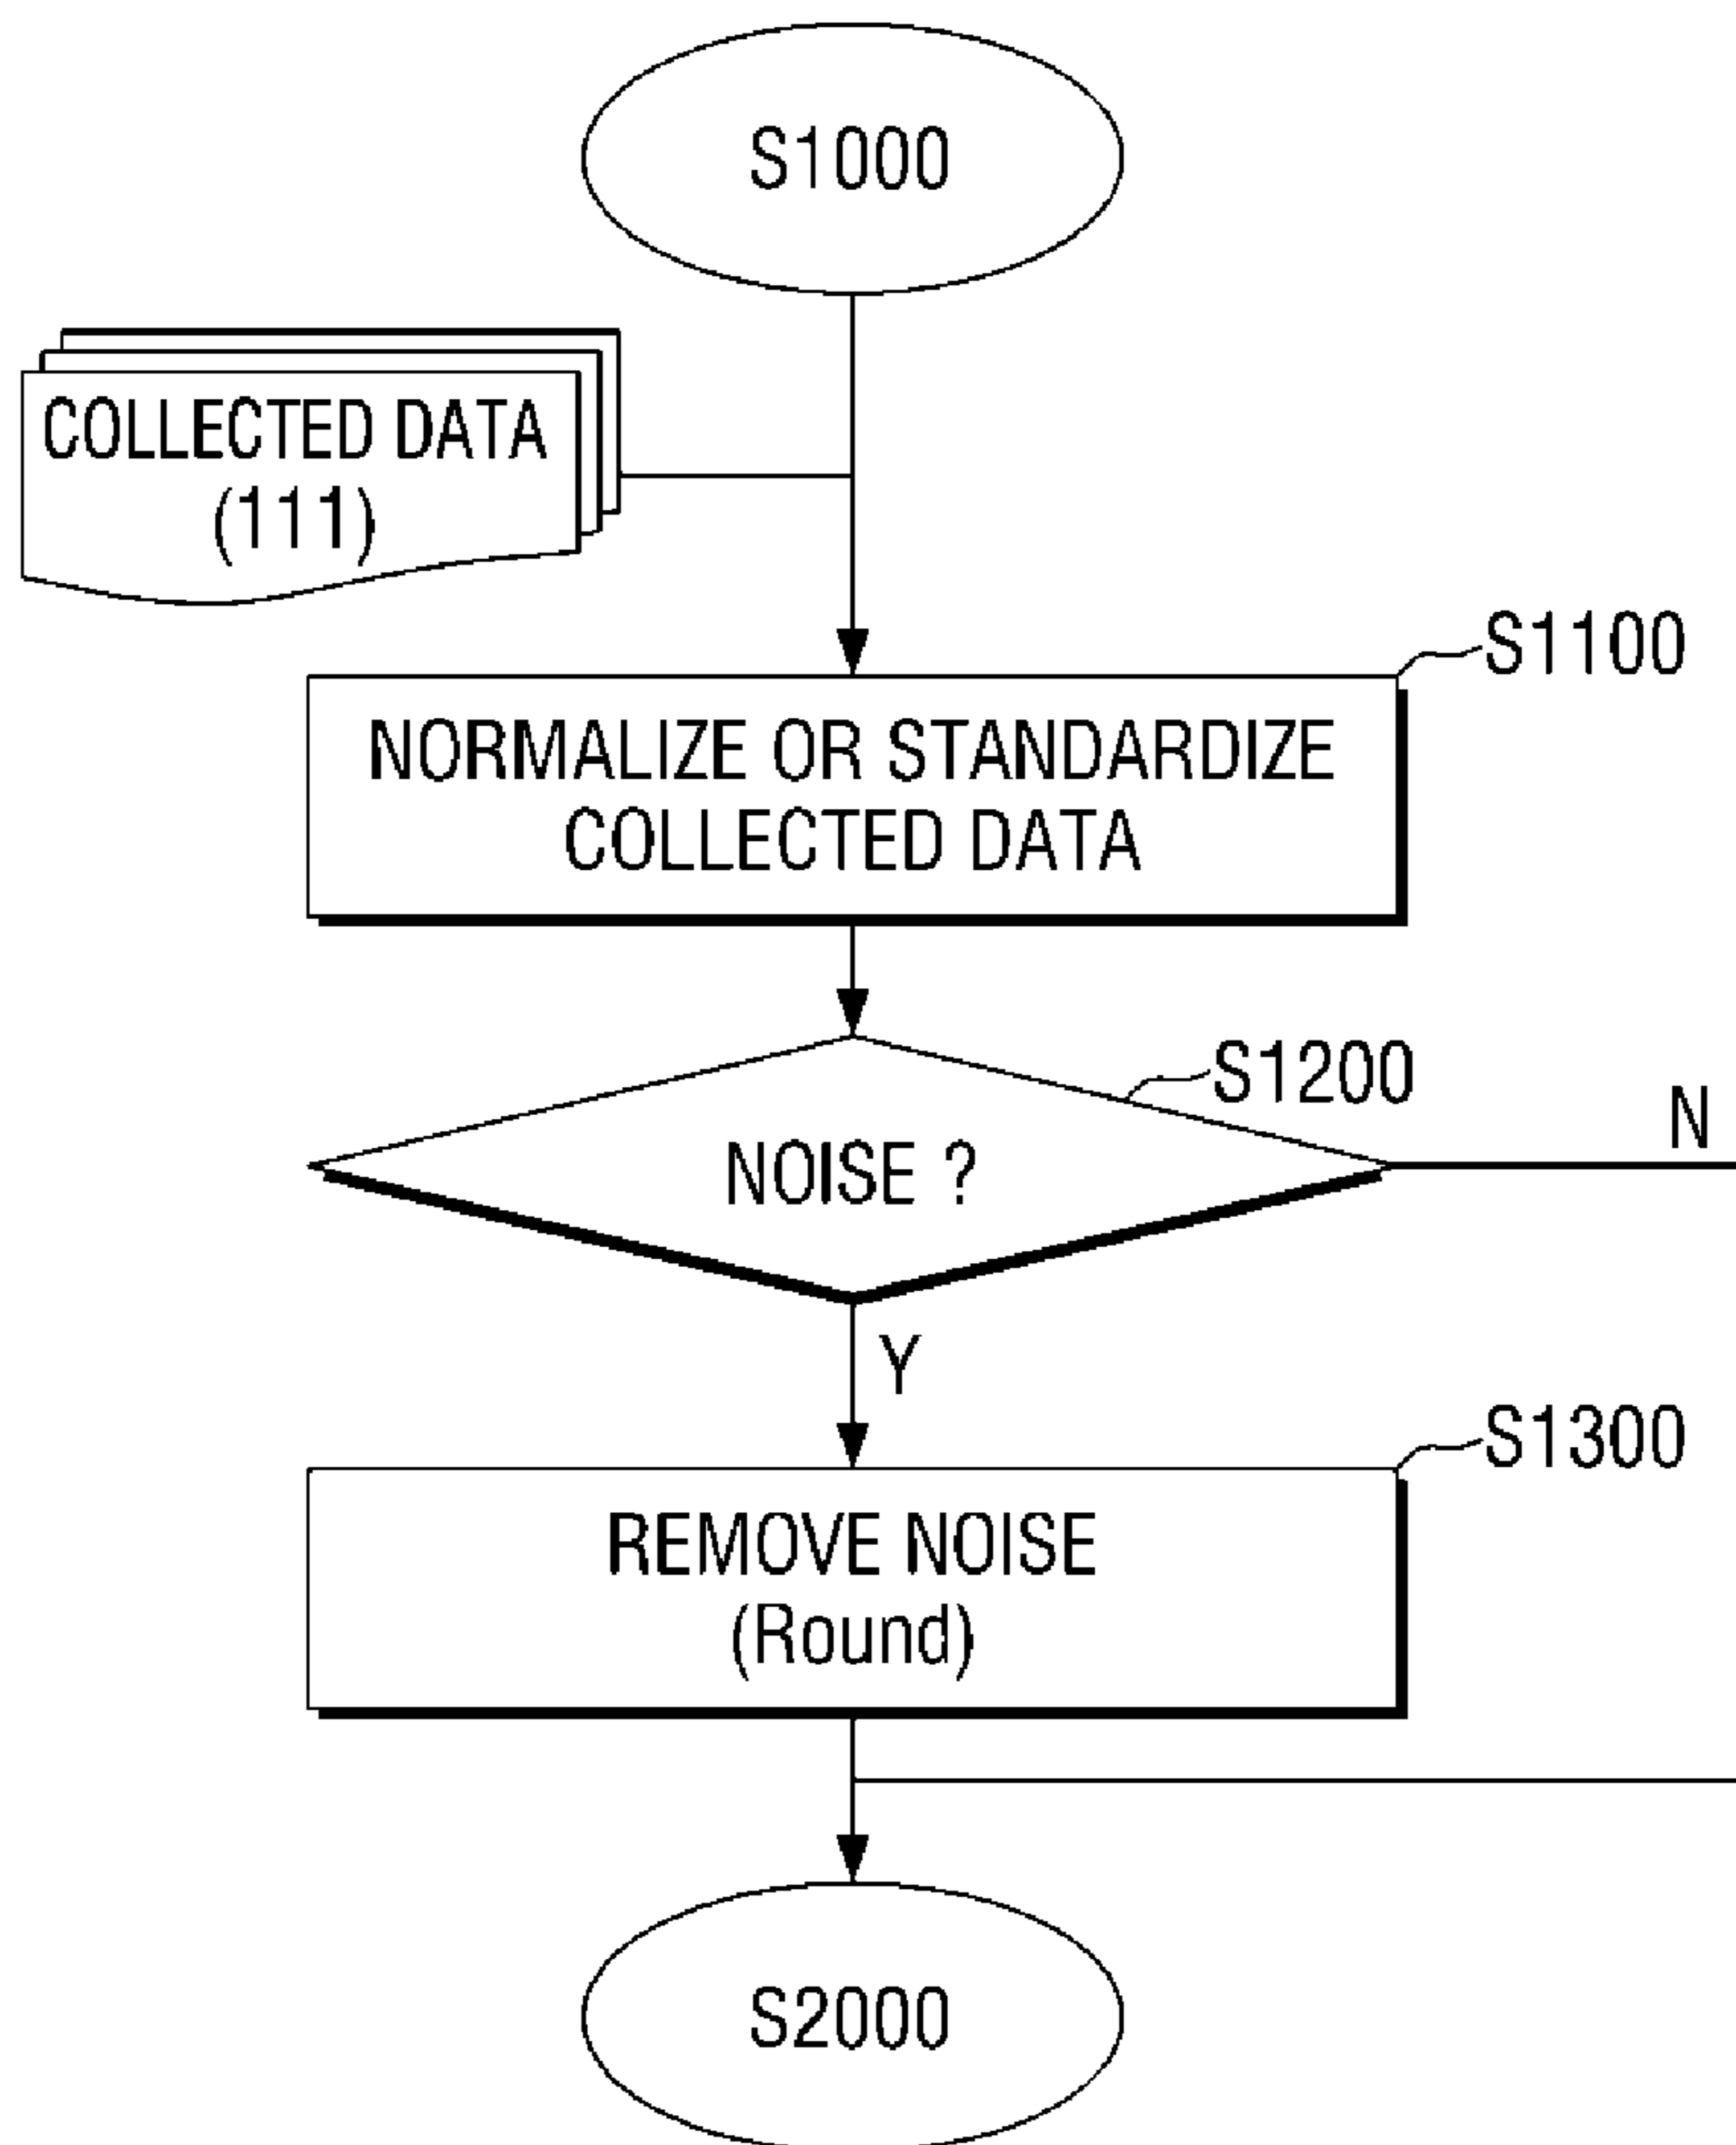 S1000
COLLECTED DATA
(111)
S1100
NORMALIZE OR STANDARDIZE
COLLECTED DATA
S1200
N
NOISE ?
Y
S1300
REMOVE NOISE
(Round)
S2000